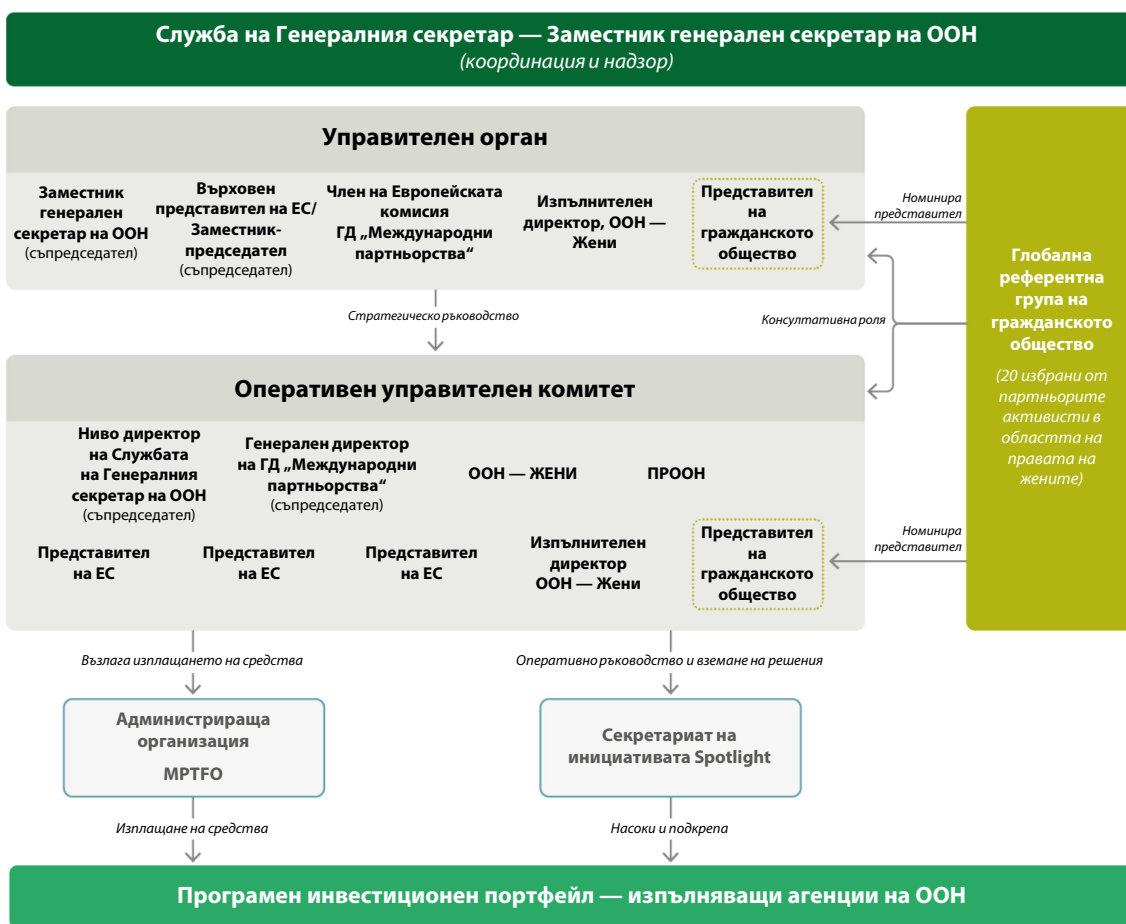 Служба на Генералния секретар — Заместник генерален секретар на ООН
(координация и надзор)
Управителен орган
Заместник
генерален
секретар на ООН
(съпредседател)
Върховен
представител на ЕС/
Заместник-
председател
(съпредседател)
Член на Европейската
комисия
ГД „Международни
партньорства“
Изпълнителен
директор, ООН —
Жени
Представител
на
гражданското
общество
Номинира
представител
Стратегическо ръководство
Консултативна роля
Глобална
референтна
група на
гражданското
общество
(20 избрани от
партньорите
активисти в
областта на
правата на
жените)
Оперативен управителен комитет
Ниво директор
на Службата
на Генералния
секретар на ООН
(съпредседател)
Генерален директор
на ГД „Международни
партньорства“
(съпредседател)
ООН — ЖЕНИ
ПРООН
Представител
на ЕС
Представител
на ЕС
Представител
на ЕС
Изпълнителен
директор
ООН — Жени
Представител
на
гражданското
общество
Номинира
представител
Възлага изплащането на средства
Оперативно ръководство и вземане на решения
Администрираща
организация
MPTFO
Секретариат на
инициативата Spotlight
Изплащане на средства
Насоки и подкрепа
Програмен инвестиционен портфейл — изпълняващи агенции на ООН